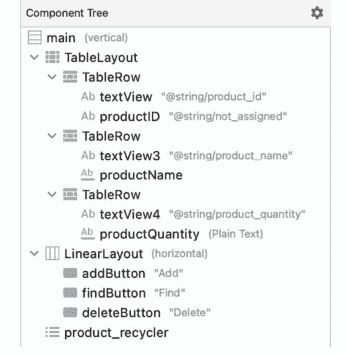 Component Tree
main (vertical)
TableLayout
TableRow
Ab textView "@string/product_id"
Ab productID "@string/not_assigned"
TableRow
Ab textView3 "@string/product_name"
Ab productName
TableRow
Ab textView4 "@string/product_quantity"
Ab productQuantity (Plain Text)
LinearLayout (horizontal)
addButton "Add"
findButton "Find"
deleteButton "Delete"
product_recycler